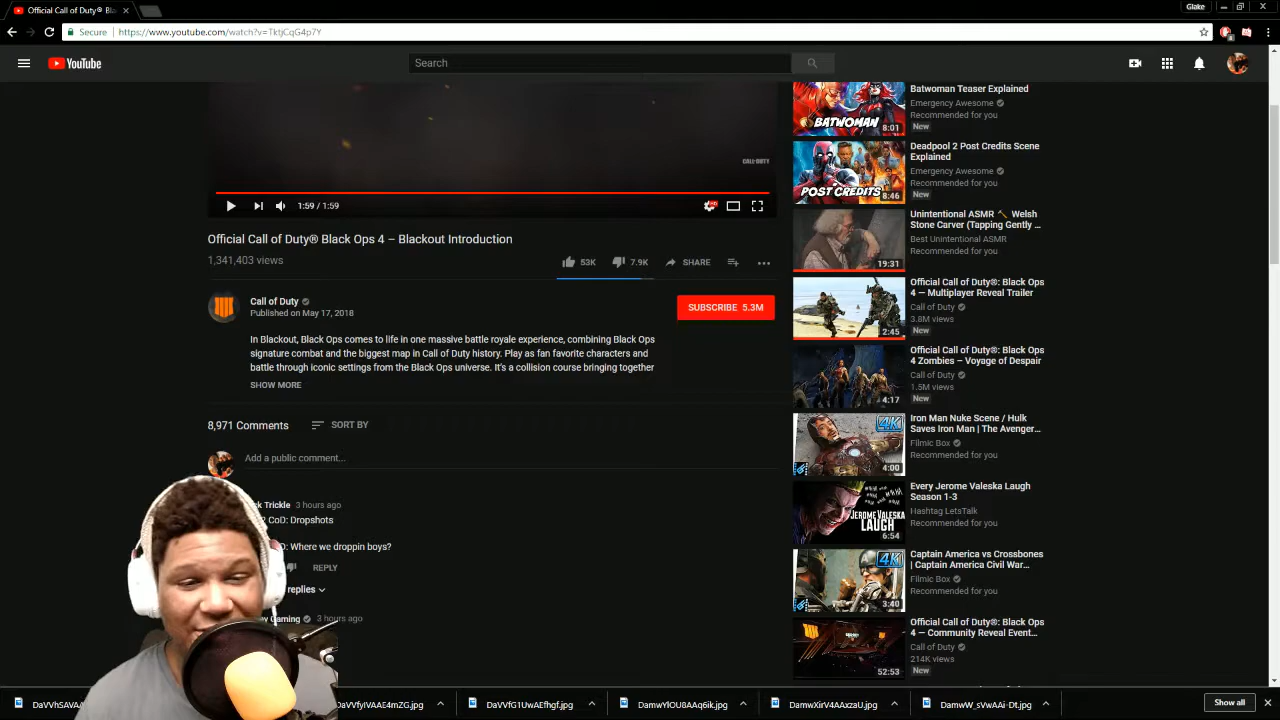 Official Call of Duty® Bla
Glake
Secure
https://www.youtube.com/watch?v=TktjCqG4p7Y
YouTube
Search
CALL·DUTY
1:59 / 1:59
HD
Official Call of Duty® Black Ops 4 – Blackout Introduction
1,341,403 views
53K
7.9K
SHARE
Call of Duty
Published on May 17, 2018
SUBSCRIBE 5.3M
In Blackout, Black Ops comes to life in one massive battle royale experience, combining Black Ops
signature combat and the biggest map in Call of Duty history. Play as fan favorite characters and
battle through iconic settings from the Black Ops universe. It's a collision course bringing together
SHOW MORE
8,971 Comments
SORT BY
Add a public comment...
Trickle 3 hours ago
CoD: Dropshots
Where we droppin boys?
REPLY
replies
Gaming
3 hours ago
BATWOMAN
8:01
Batwoman Teaser Explained
Emergency Awesome
Recommended for you
New
POST CREDITS
8:46
Deadpool 2 Post Credits Scene
Explained
Emergency Awesome
Recommended for you
New
19:31
Unintentional ASMR 🔨 Welsh
Stone Carver (Tapping Gently ...
Best Unintentional ASMR
Recommended for you
2:45
Official Call of Duty®: Black Ops
4 — Multiplayer Reveal Trailer
Call of Duty
3.8M views
New
4:17
Official Call of Duty®: Black Ops
4 Zombies – Voyage of Despair
Call of Duty
1.5M views
New
4K
4:00
Iron Man Nuke Scene / Hulk
Saves Iron Man | The Avenger...
Filmic Box
Recommended for you
JEROME VALESKA
LAUGH
6:54
Every Jerome Valeska Laugh
Season 1-3
Hashtag LetsTalk
Recommended for you
4K
3:40
Captain America vs Crossbones
| Captain America Civil War...
Filmic Box
Recommended for you
52:53
Official Call of Duty®: Black Ops
4 — Community Reveal Event...
Call of Duty
214K views
New
DaVVhSAVA
DaVVfyIVAAE4mZG.jpg
DaVVfG1UwAEfhgf.jpg
DamwYlOU8AAq6ik.jpg
DamwXirV4AAxzaU.jpg
DamwW_sVwAAi-Dt.jpg
Show all